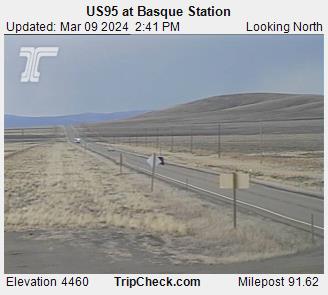 US95 at Basque Station
Updated: Mar 09 2024 2:41 PM Looking North
Elevation 4460 TripCheck.com Milepost 91.62